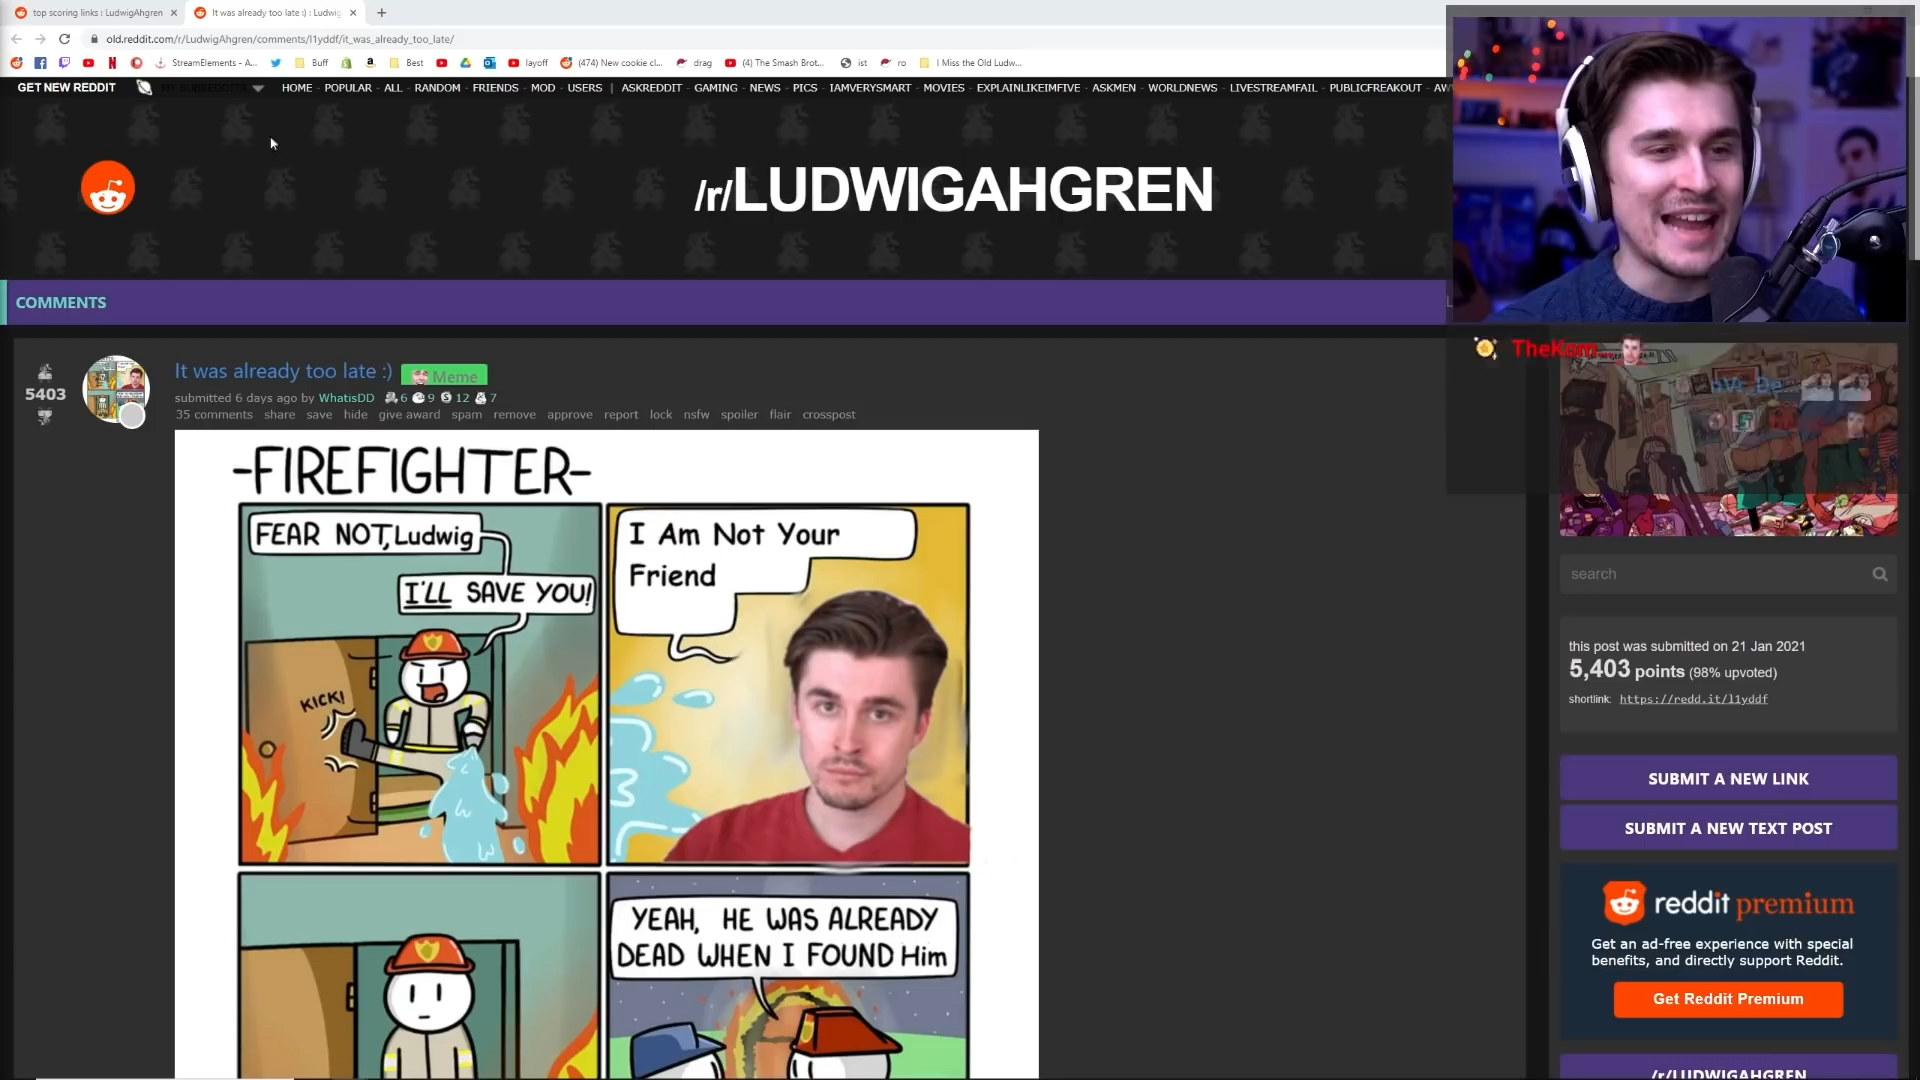 top scoring links : LudwigAhgren
It was already too late :) : Ludwig
old.reddit.com/r/LudwigAhgren/comments/l1yddf/it_was_already_too_late/
StreamElements - A...
Buff
Best
layoff
(474) New cookie cl...
drag
(4) The Smash Brot...
ist
ro
I Miss the Old Ludw...
GET NEW REDDIT
MY SUBREDDITS
HOME - POPULAR - ALL - RANDOM - FRIENDS - MOD - USERS | ASKREDDIT - GAMING - NEWS - PICS - IAMVERYSMART - MOVIES - EXPLAINLIKEIMFIVE - ASKMEN - WORLDNEWS - LIVESTREAMFAIL - PUBLICFREAKOUT - AW
/r/LUDWIGAHGREN
COMMENTS
TheKom...
5403
It was already too late :) Meme
submitted 6 days ago by WhatisDD 6 9 12 7
35 comments share save hide give award spam remove approve report lock nsfw spoiler flair crosspost
-FIREFIGHTER-
FEAR NOT, Ludwig
I'LL SAVE YOU!
KICK!
I Am Not Your
Friend
YEAH, HE WAS ALREADY
DEAD WHEN I FOUND Him
search
this post was submitted on 21 Jan 2021
5,403 points (98% upvoted)
shortlink: https://redd.it/l1yddf
SUBMIT A NEW LINK
SUBMIT A NEW TEXT POST
reddit premium
Get an ad-free experience with special
benefits, and directly support Reddit.
Get Reddit Premium
/r/LUDWIGAHGREN